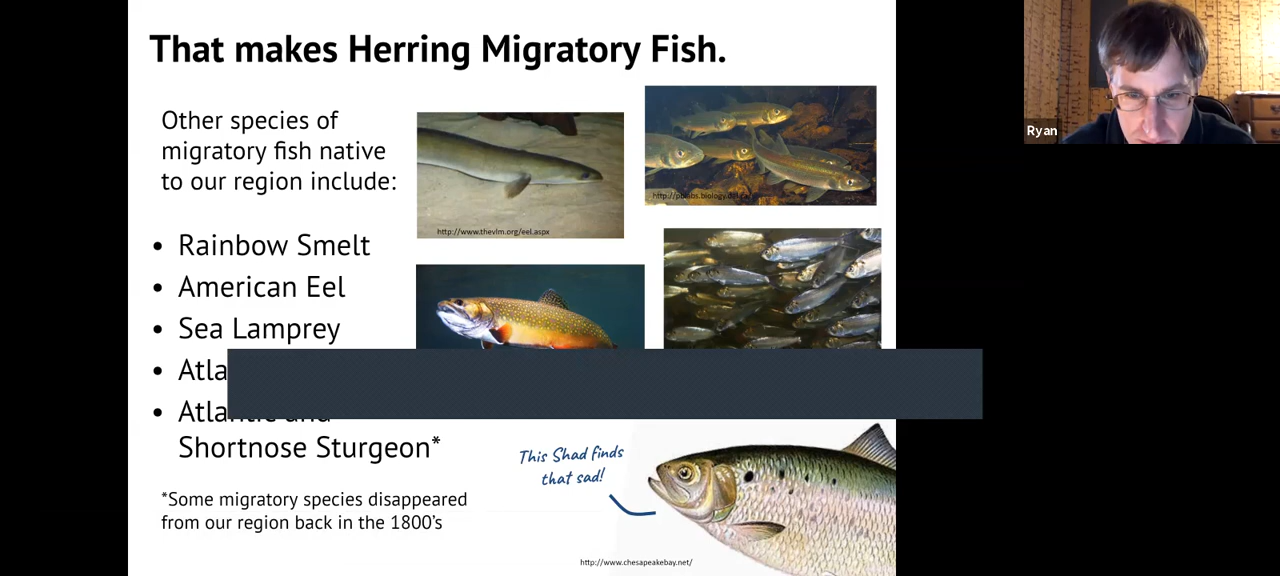 That makes Herring Migratory Fish.
Other species of
migratory fish native
to our region include:
• Rainbow Smelt
• American Eel
• Sea Lamprey
• Atla
• Atlantic and
Shortnose Sturgeon*
*Some migratory species disappeared
from our region back in the 1800's
http://www.thevlm.org/eel.aspx
This Shad finds
that sad!
http://www.chesapeakebay.net/
Ryan